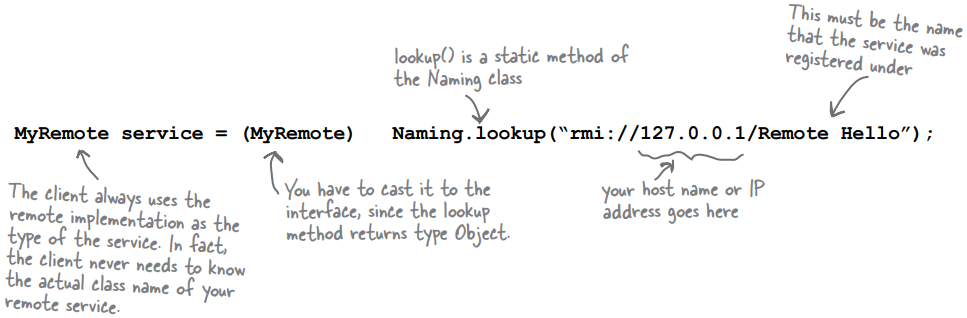 This must be the name
that the service was
registered under
lookup() is a static method of
the Naming class
MyRemote service = (MyRemote) Naming.lookup(“rmi://127.0.0.1/Remote Hello”);
The client always uses the
remote implementation as the
type of the service. In fact,
the client never needs to know
the actual class name of your
remote service.
You have to cast it to the
interface, since the lookup
method returns type Object.
your host name or IP
address goes here